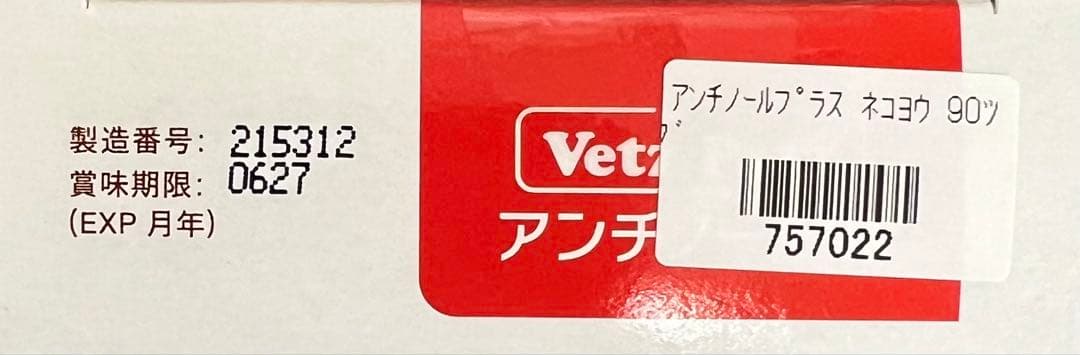 製造番号: 215312
賞味期限: 0627
(EXP 月年)
Vetz
アンチ
アンチノールプラス ネコヨウ 90ツ
ブ
757022